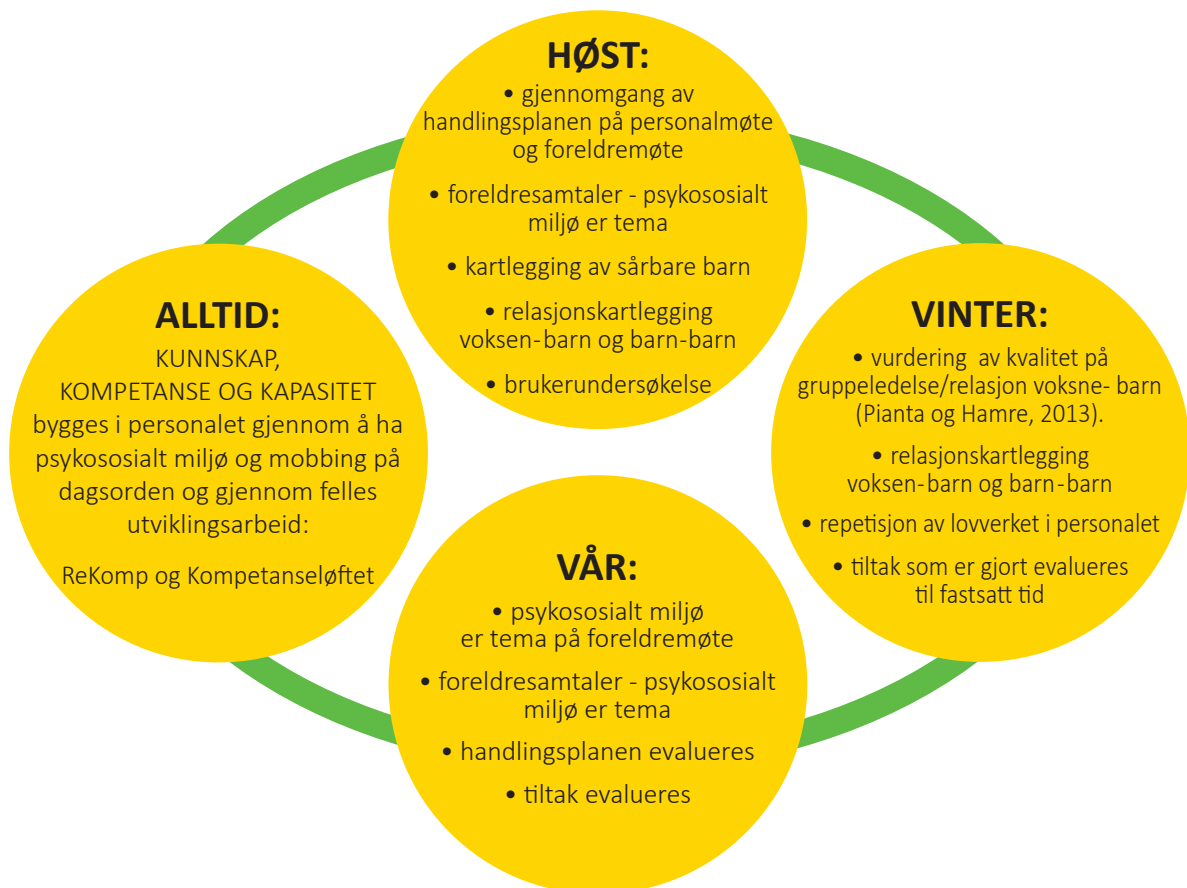 HØST:
• gjennomgang av
handlingsplanen på personalmøte
og foreldremøte
• foreldresamtaler - psykososialt
miljø er tema
• kartlegging av sårbare barn
• relasjonskartlegging
voksen-barn og barn-barn
• brukerundersøkelse
ALLTID:
KUNNSKAP,
KOMPETANSE OG KAPASITET
bygges i personalet gjennom å ha
psykososialt miljø og mobbing på
dagsorden og gjennom felles
utviklingsarbeid:
ReKomp og Kompetanseløftet
VINTER:
• vurdering av kvalitet på
gruppeledelse/relasjon voksne- barn
(Pianta og Hamre, 2013).
• relasjonskartlegging
voksen-barn og barn-barn
• repetisjon av lovverket i personalet
• tiltak som er gjort evalueres
til fastsatt tid
VÅR:
• psykososialt miljø
er tema på foreldremøte
• foreldresamtaler - psykososialt
miljø er tema
• handlingsplanen evalueres
• tiltak evalueres